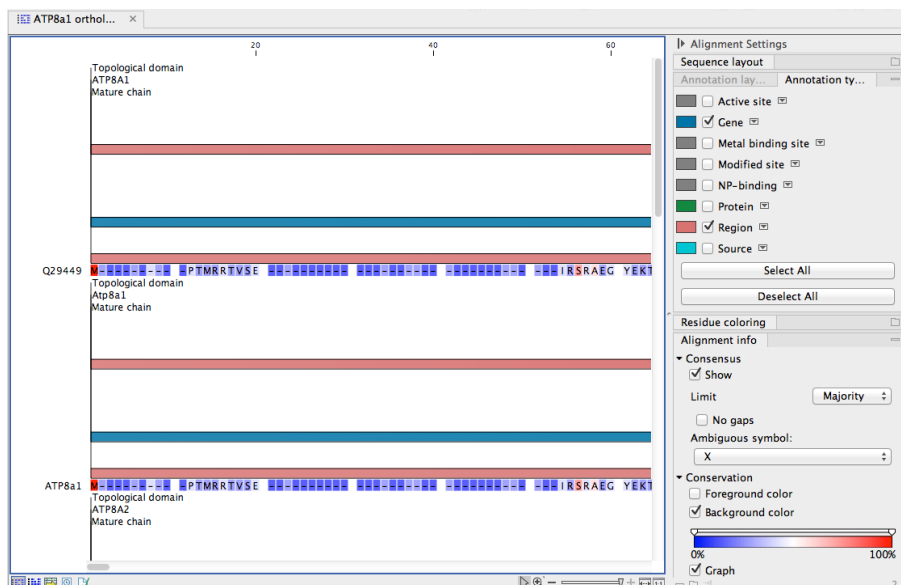 ATP8a1 orthol... ×
20 40 60
Topological domain
ATP8A1
Mature chain
Q29449 M---------- -PTMRRTVSE ---------- ---------- ---------- ---IRSRAEG YEKT
Topological domain
Atp8a1
Mature chain
ATP8a1 M---------- -PTMRRTVSE ---------- ---------- ---------- ---IRSRAEG YEKT
Topological domain
ATP8A2
Mature chain
Alignment Settings
Sequence layout
Annotation lay... Annotation ty...
Active site
Gene
Metal binding site
Modified site
NP-binding
Protein
Region
Source
Select All
Deselect All
Residue coloring
Alignment info
Consensus
Show
Limit Majority
No gaps
Ambiguous symbol:
X
Conservation
Foreground color
Background color
0% 100%
Graph